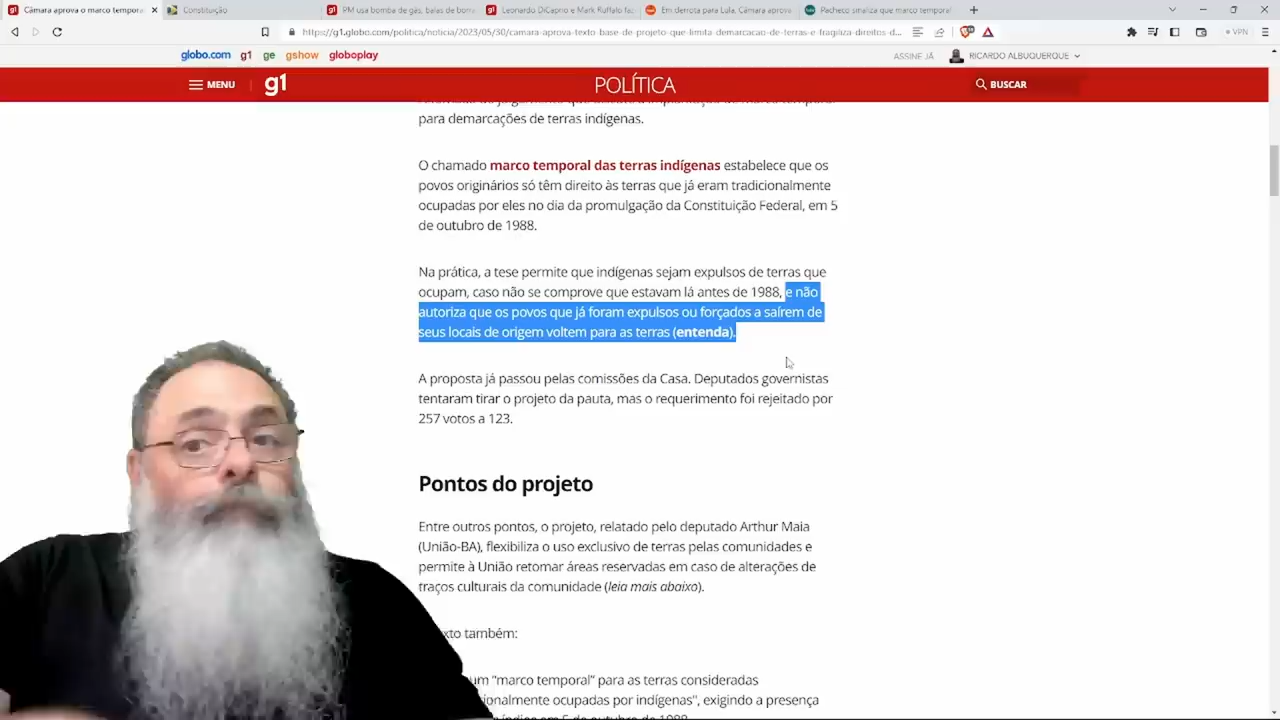 Câmara aprova o marco tempora
Constituição
PM usa bomba de gás, balas de borra
Leonardo DiCaprio e Mark Ruffalo faz
Em derrota para Lula, Câmara aprova
Pacheco sinaliza que marco temporal
https://g1.globo.com/politica/noticia/2023/05/30/camara-aprova-texto-base-de-projeto-que-limita-demarcacao-de-terras-e-fragiliza-direitos-d...
VPN
globo.com g1 ge gshow globoplay
ASSINE JÁ
RICARDO ALBUQUERQUE
MENU
g1
POLÍTICA
BUSCAR
para demarcações de terras indígenas.
O chamado marco temporal das terras indígenas estabelece que os
povos originários só têm direito às terras que já eram tradicionalmente
ocupadas por eles no dia da promulgação da Constituição Federal, em 5
de outubro de 1988.
Na prática, a tese permite que indígenas sejam expulsos de terras que
ocupam, caso não se comprove que estavam lá antes de 1988, e não
autoriza que os povos que já foram expulsos ou forçados a saírem de
seus locais de origem voltem para as terras (entenda).
A proposta já passou pelas comissões da Casa. Deputados governistas
tentaram tirar o projeto da pauta, mas o requerimento foi rejeitado por
257 votos a 123.
Pontos do projeto
Entre outros pontos, o projeto, relatado pelo deputado Arthur Maia
(União-BA), flexibiliza o uso exclusivo de terras pelas comunidades e
permite à União retomar áreas reservadas em caso de alterações de
traços culturais da comunidade (leia mais abaixo).
xto também:
um "marco temporal" para as terras consideradas
cionalmente ocupadas por indígenas", exigindo a presença
em 5 de outubro de 1988